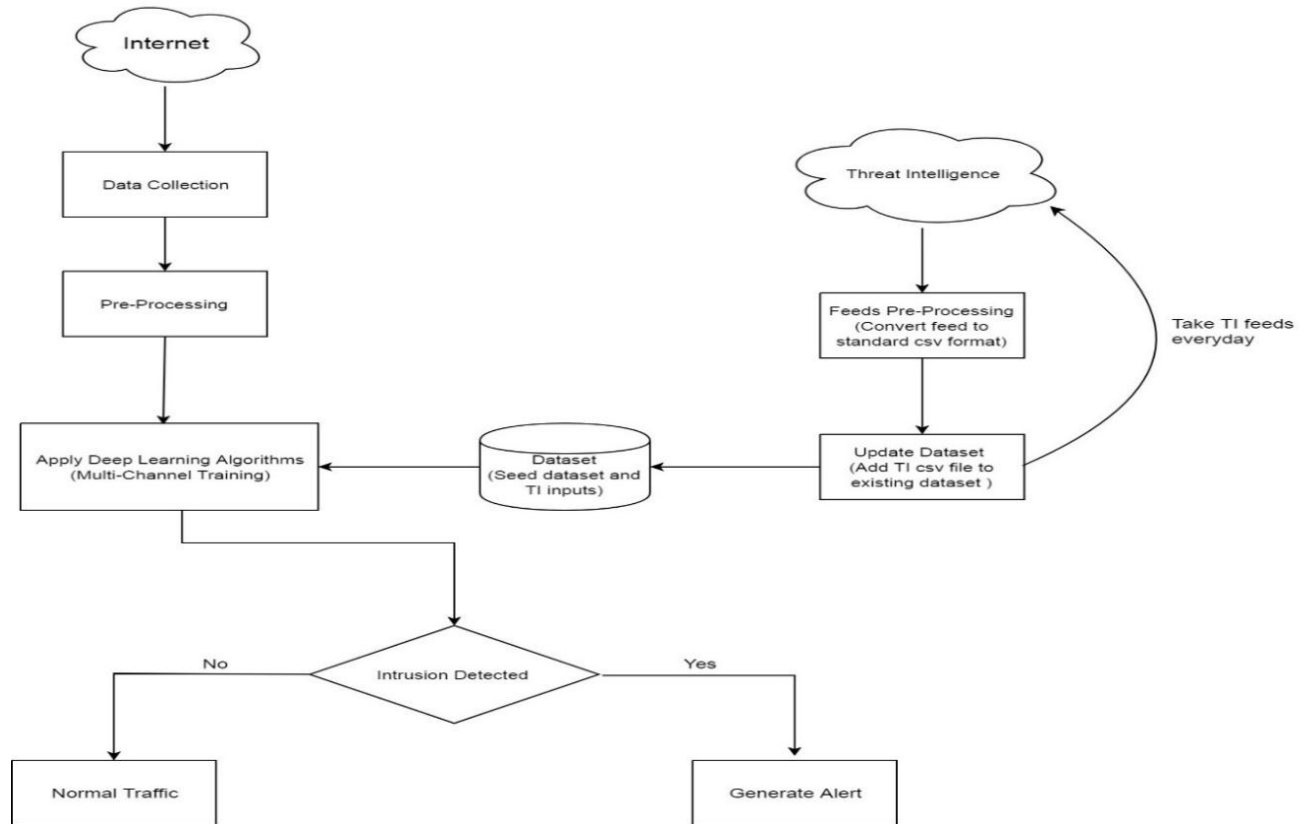 Internet
Data Collection
Pre-Processing
Apply Deep Learning Algorithms
(Multi-Channel Training)
Threat Intelligence
Feeds Pre-Processing
(Convert feed to
standard csv format)
Update Dataset
(Add TI csv file to
existing dataset )
Take TI feeds
everyday
Dataset
(Seed dataset and
TI inputs)
Intrusion Detected
No
Yes
Normal Traffic
Generate Alert